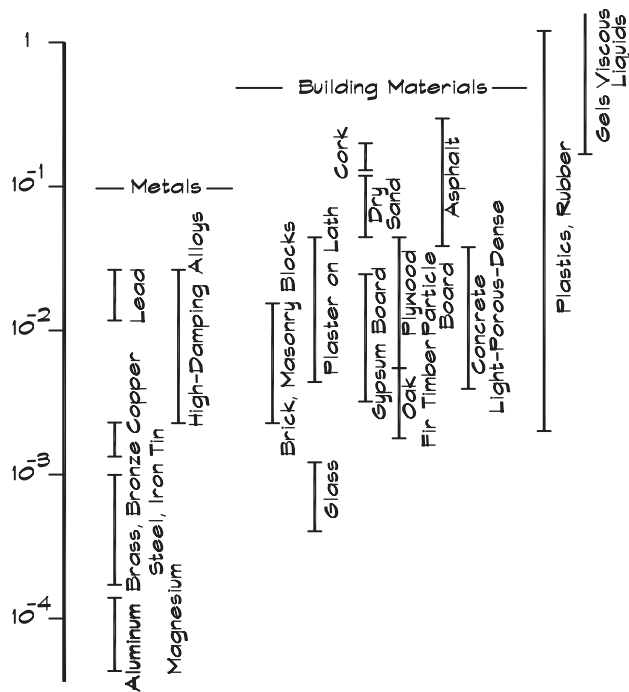 1
10-1
10-2
10-3
10-4
Metals
Building Materials
Lead
High-Damping Alloys
Copper
Brass, Bronze
Steel, Iron Tin
Aluminum
Magnesium
Brick, Masonry Blocks
Plaster on Lath
Glass
Cork
Dry
Sand
Gypsum Board
Plywood
Particle
Board
Oak
Fir Timber
Asphalt
Concrete
Light-Porous-Dense
Plastics, Rubber
Gels Viscous
Liquids